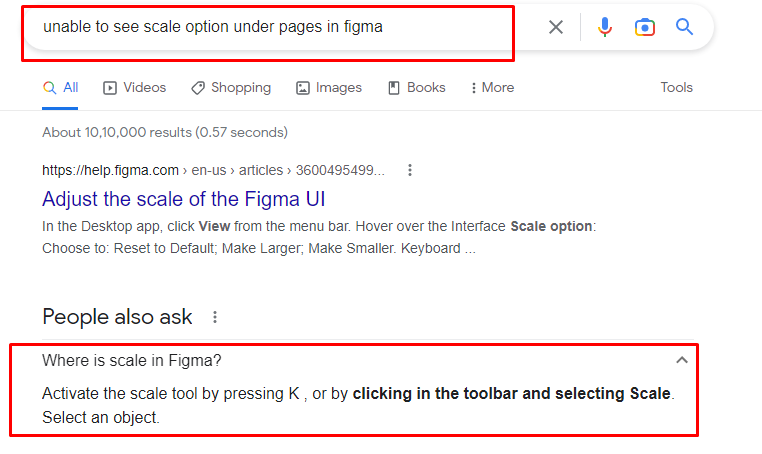 unable to see scale option under pages in figma
All Videos Shopping Images Books More Tools
About 10,10,000 results (0.57 seconds)
https://help.figma.com › en-us › articles › 3600495499...
Adjust the scale of the Figma UI
In the Desktop app, click View from the menu bar. Hover over the Interface Scale option:
Choose to: Reset to Default; Make Larger; Make Smaller. Keyboard ...
People also ask
Where is scale in Figma?
Activate the scale tool by pressing K , or by clicking in the toolbar and selecting Scale.
Select an object.